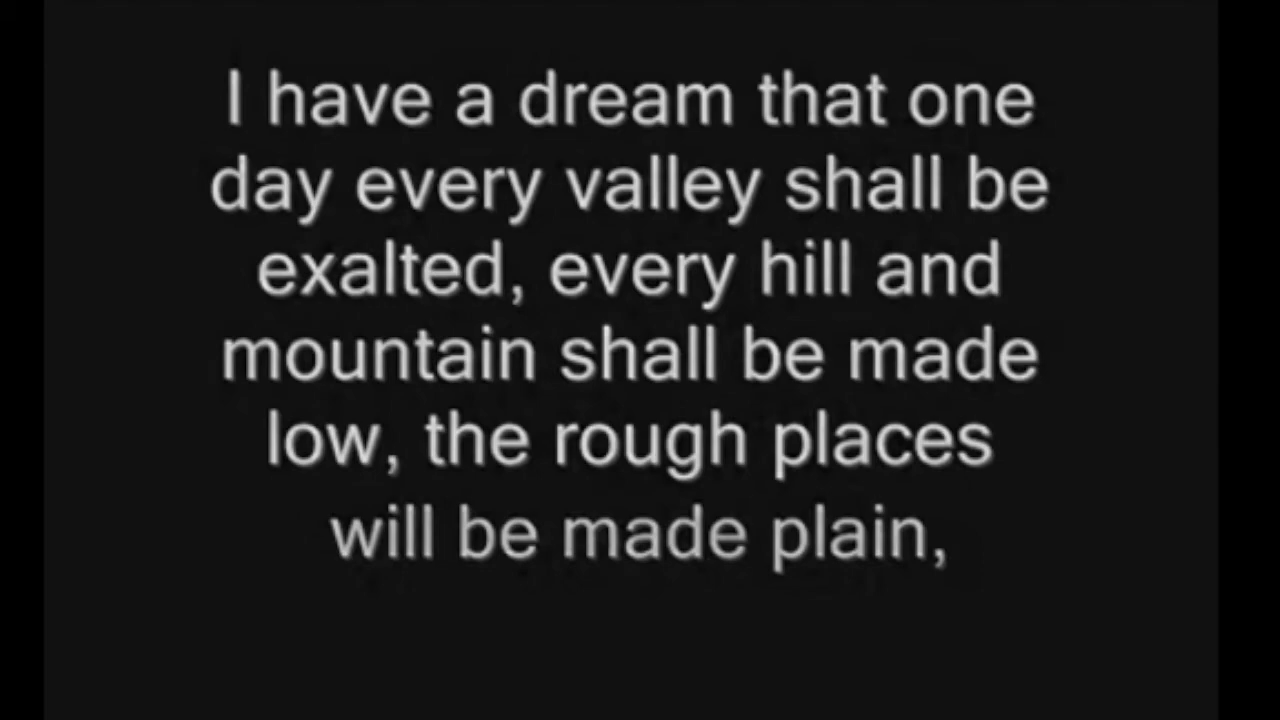 I have a dream that one
day every valley shall be
exalted, every hill and
mountain shall be made
low, the rough places
will be made plain,